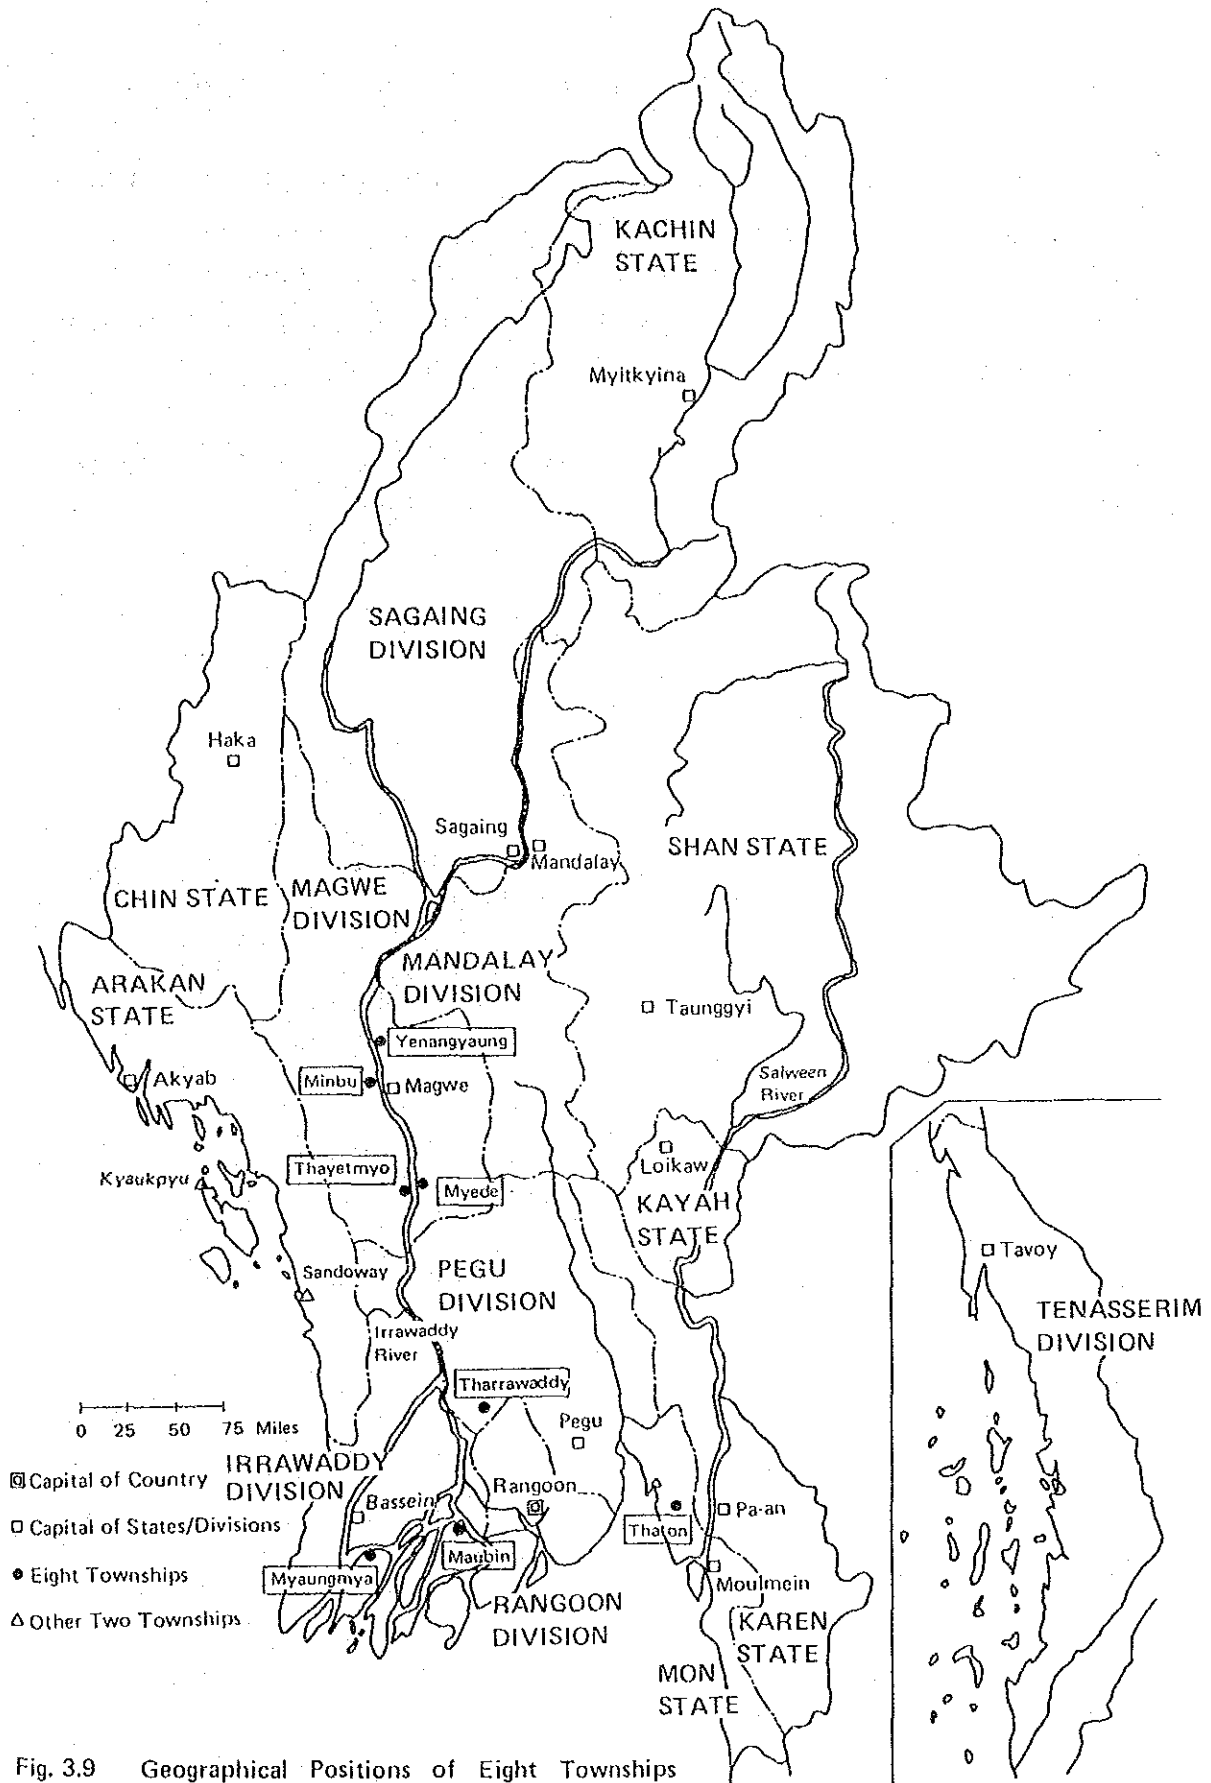 KACHIN
STATE
Myitkyina
SAGAING
DIVISION
Haka
Sagaing
Mandalay
SHAN STATE
CHIN STATE
MAGWE
DIVISION
MANDALAY
DIVISION
ARAKAN
STATE
Taunggyi
Yenangyaung
Minbu
Magwe
Akyab
Salween
River
Loikaw
Thayetmyo
Kyaukpyu
Myede
KAYAH
STATE
Tavoy
Sandoway
PEGU
DIVISION
TENASSERIM
DIVISION
Irrawaddy
River
Tharrawaddy
0 25 50 75 Miles
Pegu
IRRAWADDY
DIVISION
Capital of Country
Bassein
Rangoon
Capital of States/Divisions
Pa-an
Thaton
Maubin
Eight Townships
Myaungmya
Moulmein
Other Two Townships
RANGOON
DIVISION
KAREN
STATE
MON
STATE
Fig. 3.9 Geographical Positions of Eight Townships